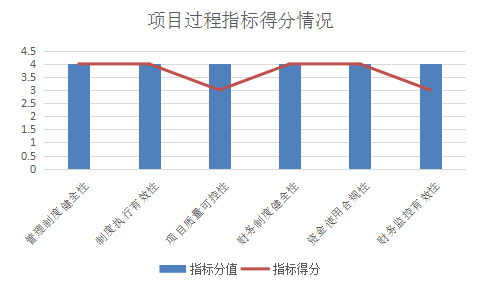 项目过程指标得分情况
4.5
4
3.5
3
2.5
2
1.5
1
0.5
0
管理制度健全性
制度执行有效性
项目质量可控性
财务制度健全性
资金使用合规性
财务监控有效性
指标分值 指标得分